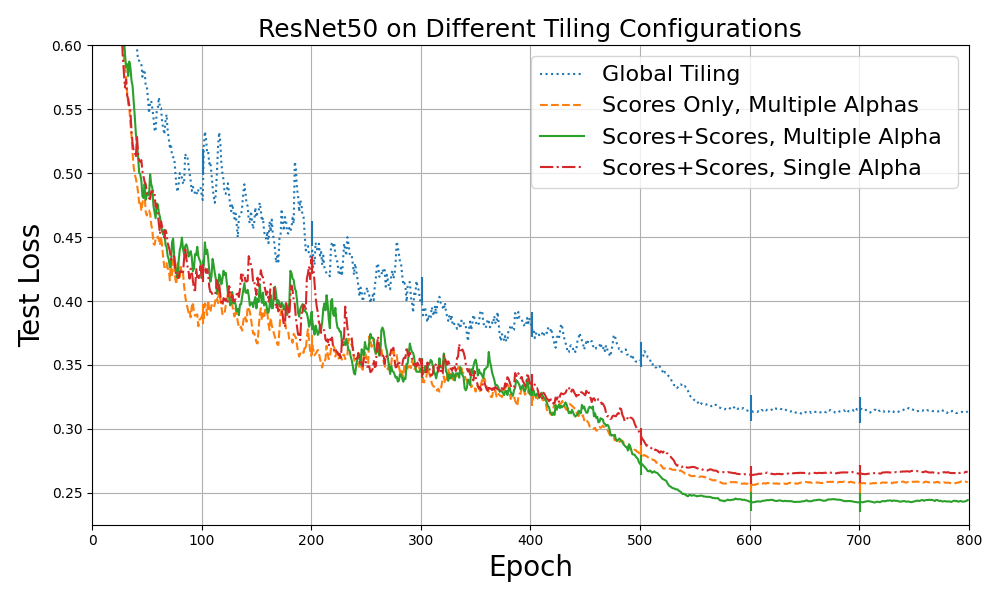 ResNet50 on Different Tiling Configurations
Global Tiling
Scores Only, Multiple Alphas
Scores+Scores, Multiple Alpha
Scores+Scores, Single Alpha
Test Loss
0.60
0.55
0.50
0.45
0.40
0.35
0.30
0.25
0 100 200 300 400 500 600 700 800
Epoch